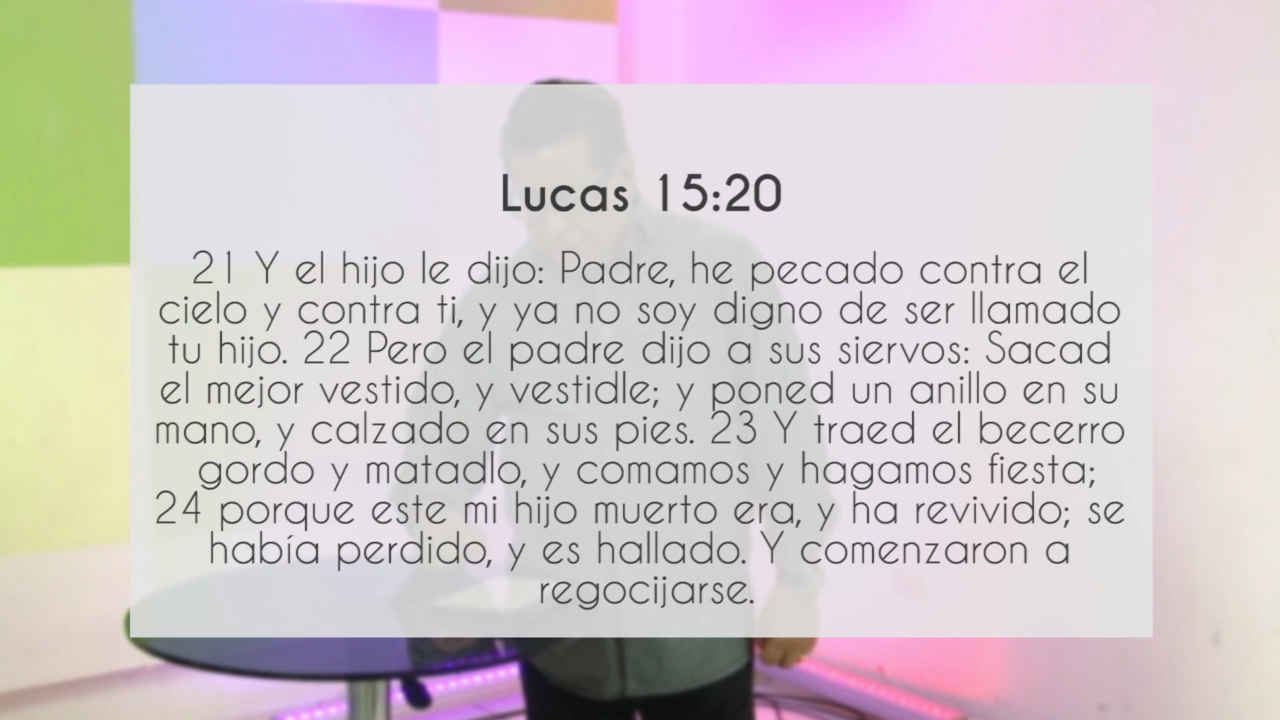 Lucas 15:20
21 Y el hijo le dijo: Padre, he pecado contra el
cielo y contra ti, y ya no soy digno de ser llamado
tu hijo. 22 Pero el padre dijo a sus siervos: Sacad
el mejor vestido, y vestidle; y poned un anillo en su
mano, y calzado en sus pies. 23 Y traed el becerro
gordo y matadlo, y comamos y hagamos fiesta;
24 porque este mi hijo muerto era, y ha revivido; se
había perdido, y es hallado. Y comenzaron a
regocijarse.